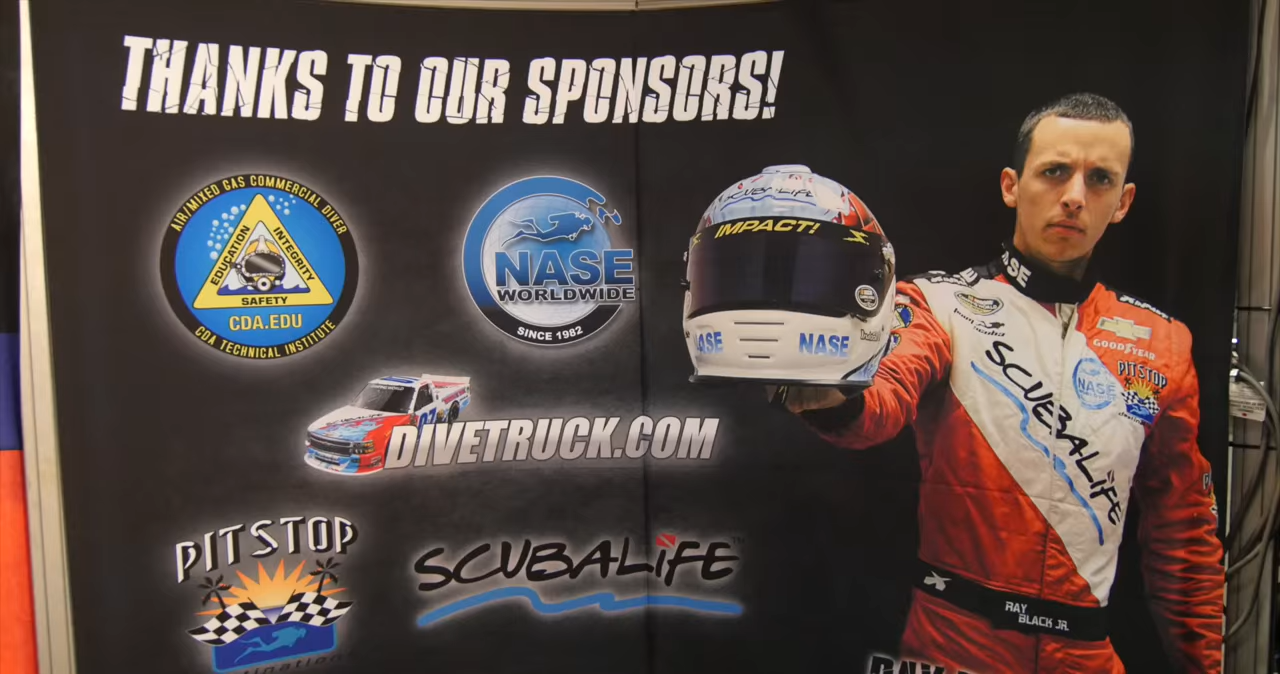 THANKS TO OUR SPONSORS!
AIR/MIXED GAS COMMERCIAL DIVER
EDUCATION
INTEGRITY
SAFETY
CDA.EDU
CDA TECHNICAL INSTITUTE
NASE
WORLDWIDE
SINCE 1982
DIVETRUCK.COM
PITSTOP
SCUBALIFE
SCUBALIFE
IMPACT!
NASE
NASE
GOODYEAR
NASE
PITSTOP
SCUBALIFE
RAY
BLACK JR.